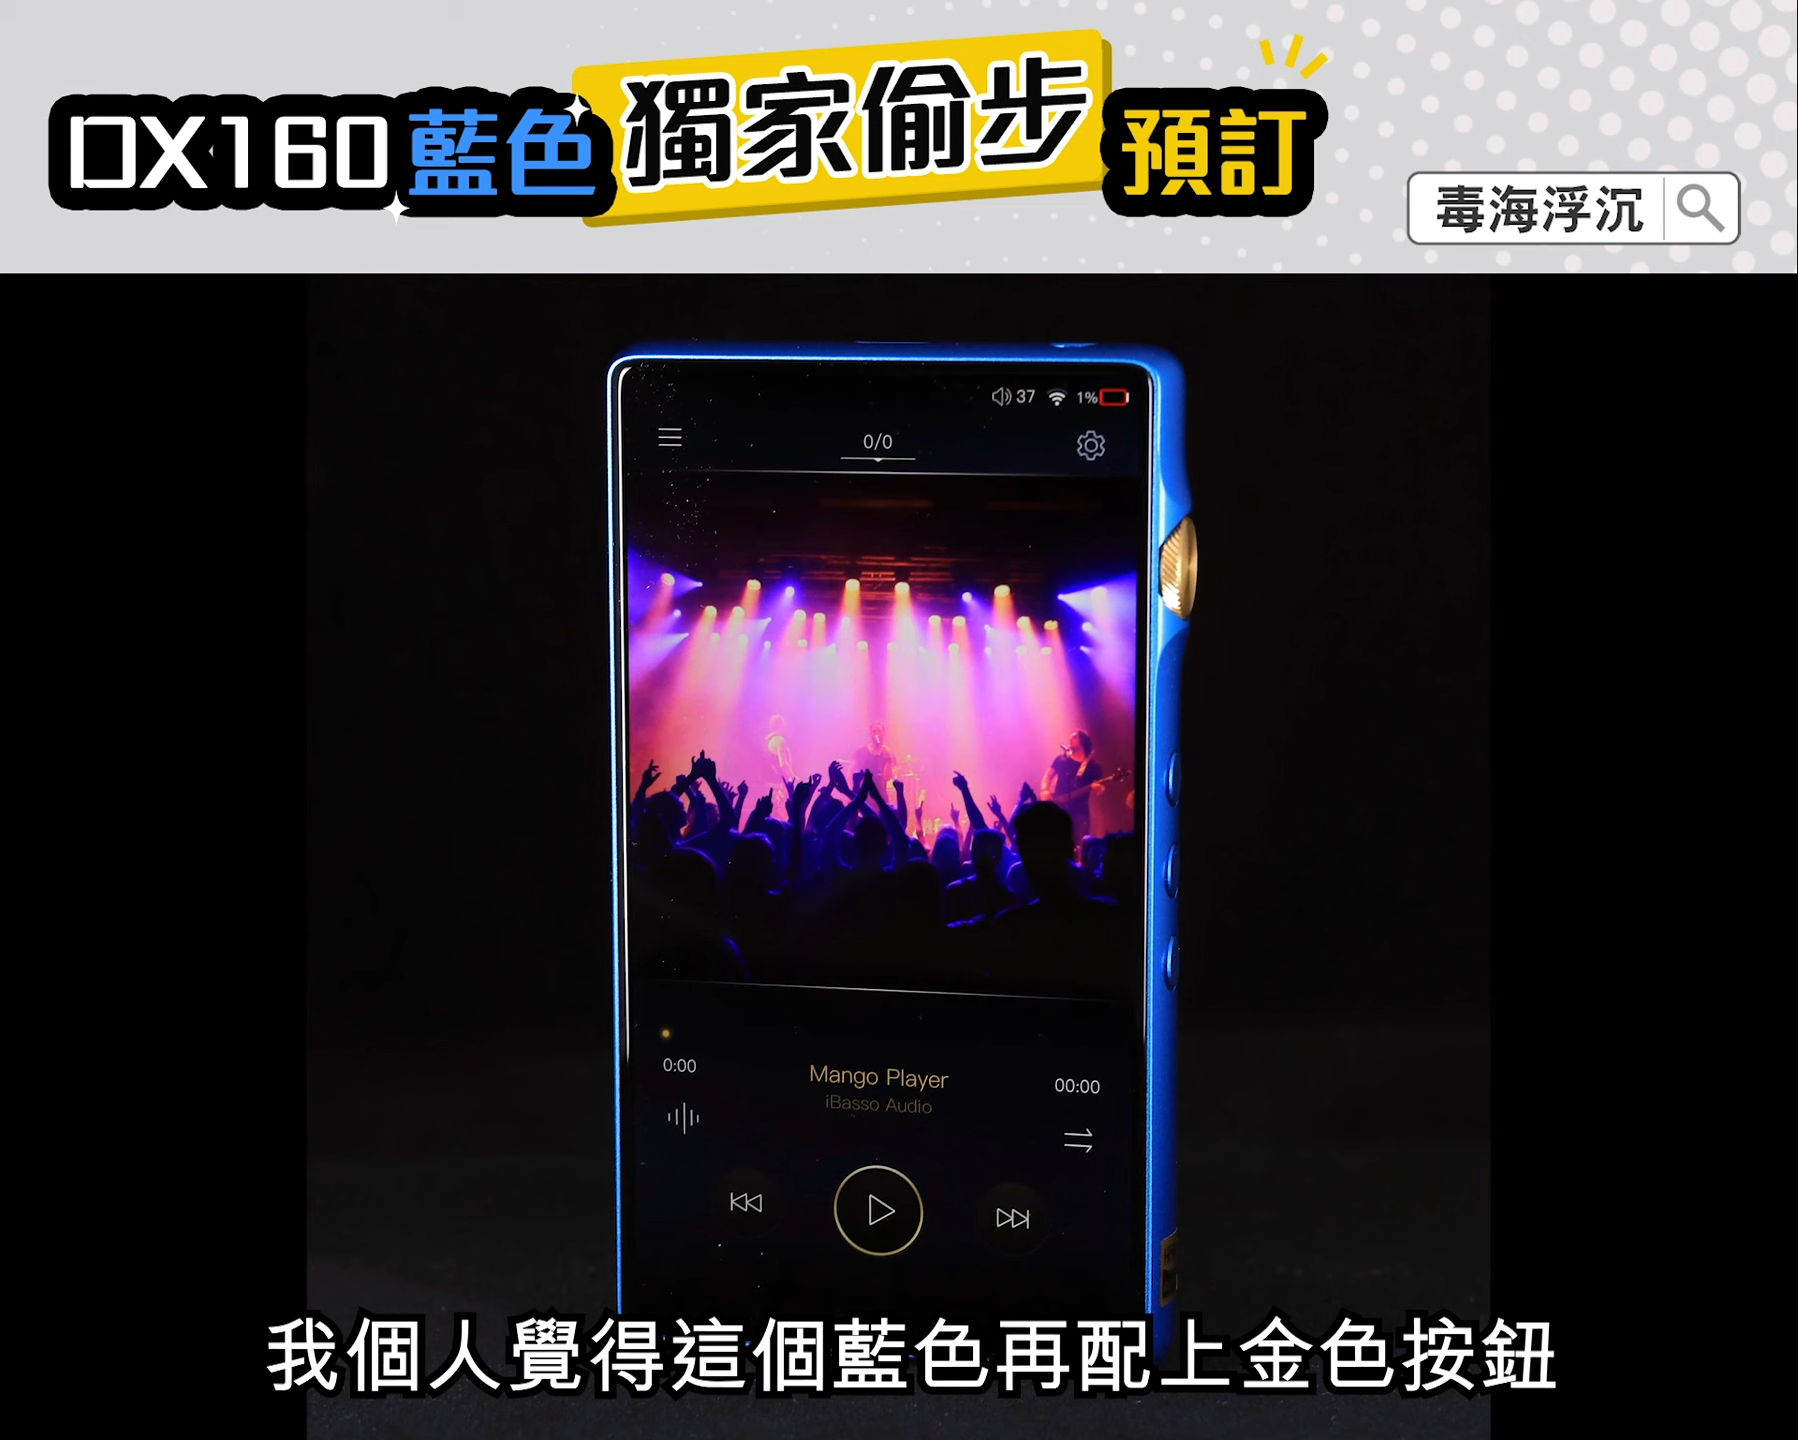 DX160藍色獨家偷步預訂
毒海浮沉
37 1%
0/0
0:00
Mango Player
00:00
iBasso Audio
我個人覺得這個藍色再配上金色按鈕